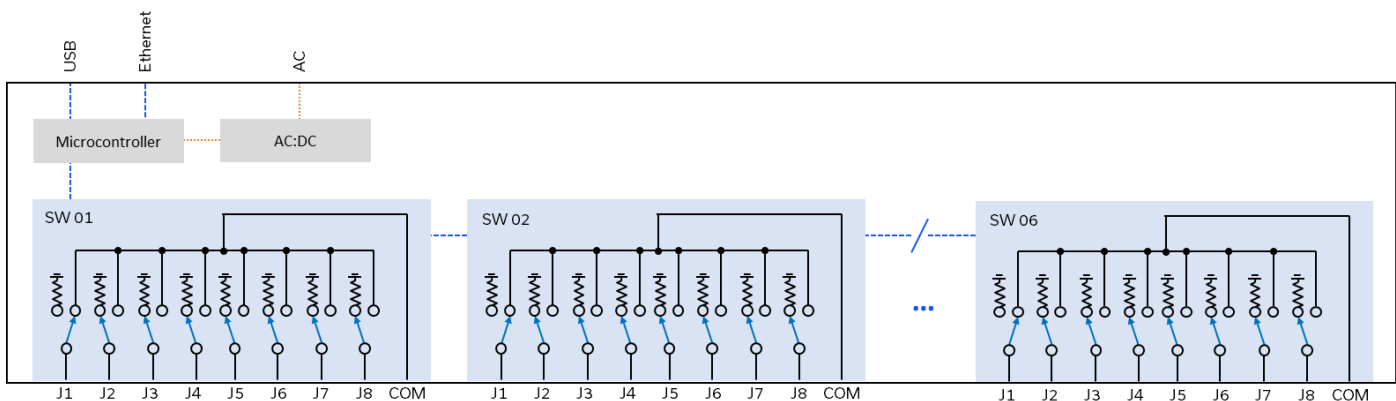 USB
Ethernet
AC
Microcontroller
AC:DC
SW 01
SW 02
SW 06
J1 J2 J3 J4 J5 J6 J7 J8 COM
J1 J2 J3 J4 J5 J6 J7 J8 COM
J1 J2 J3 J4 J5 J6 J7 J8 COM